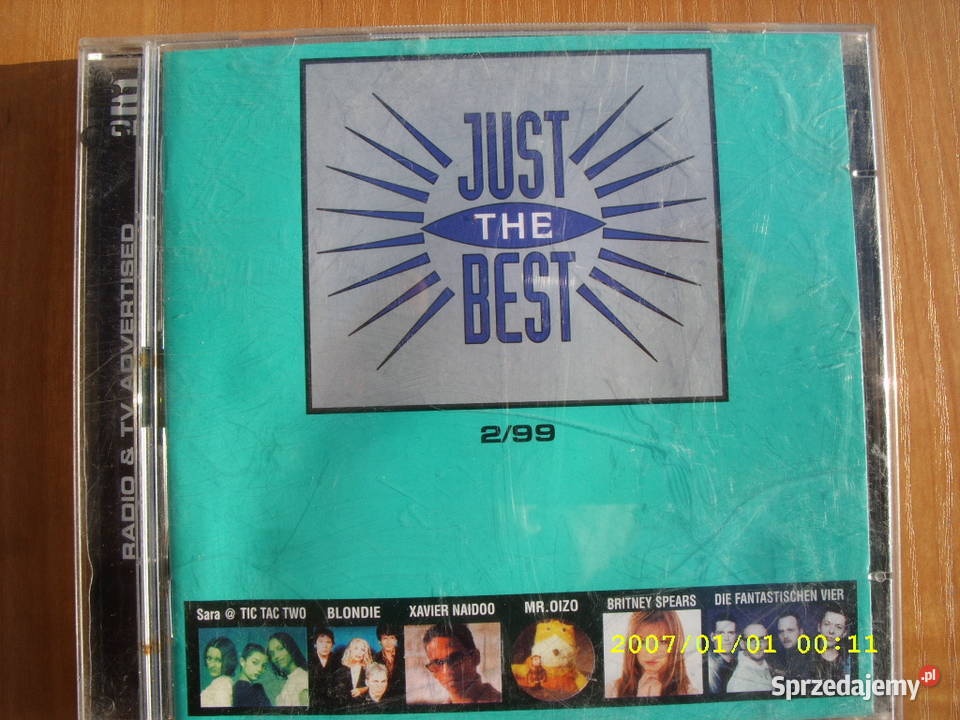 JUST
THE
BEST
2/99
RADIO & TV ADVERTISED
Sara @ TIC TAC TWO
BLONDIE
XAVIER NAIDOO
MR.OIZO
BRITNEY SPEARS
DIE FANTASTISCHEN VIER
2007/01/01 00:11
Sprzedajemy.pl